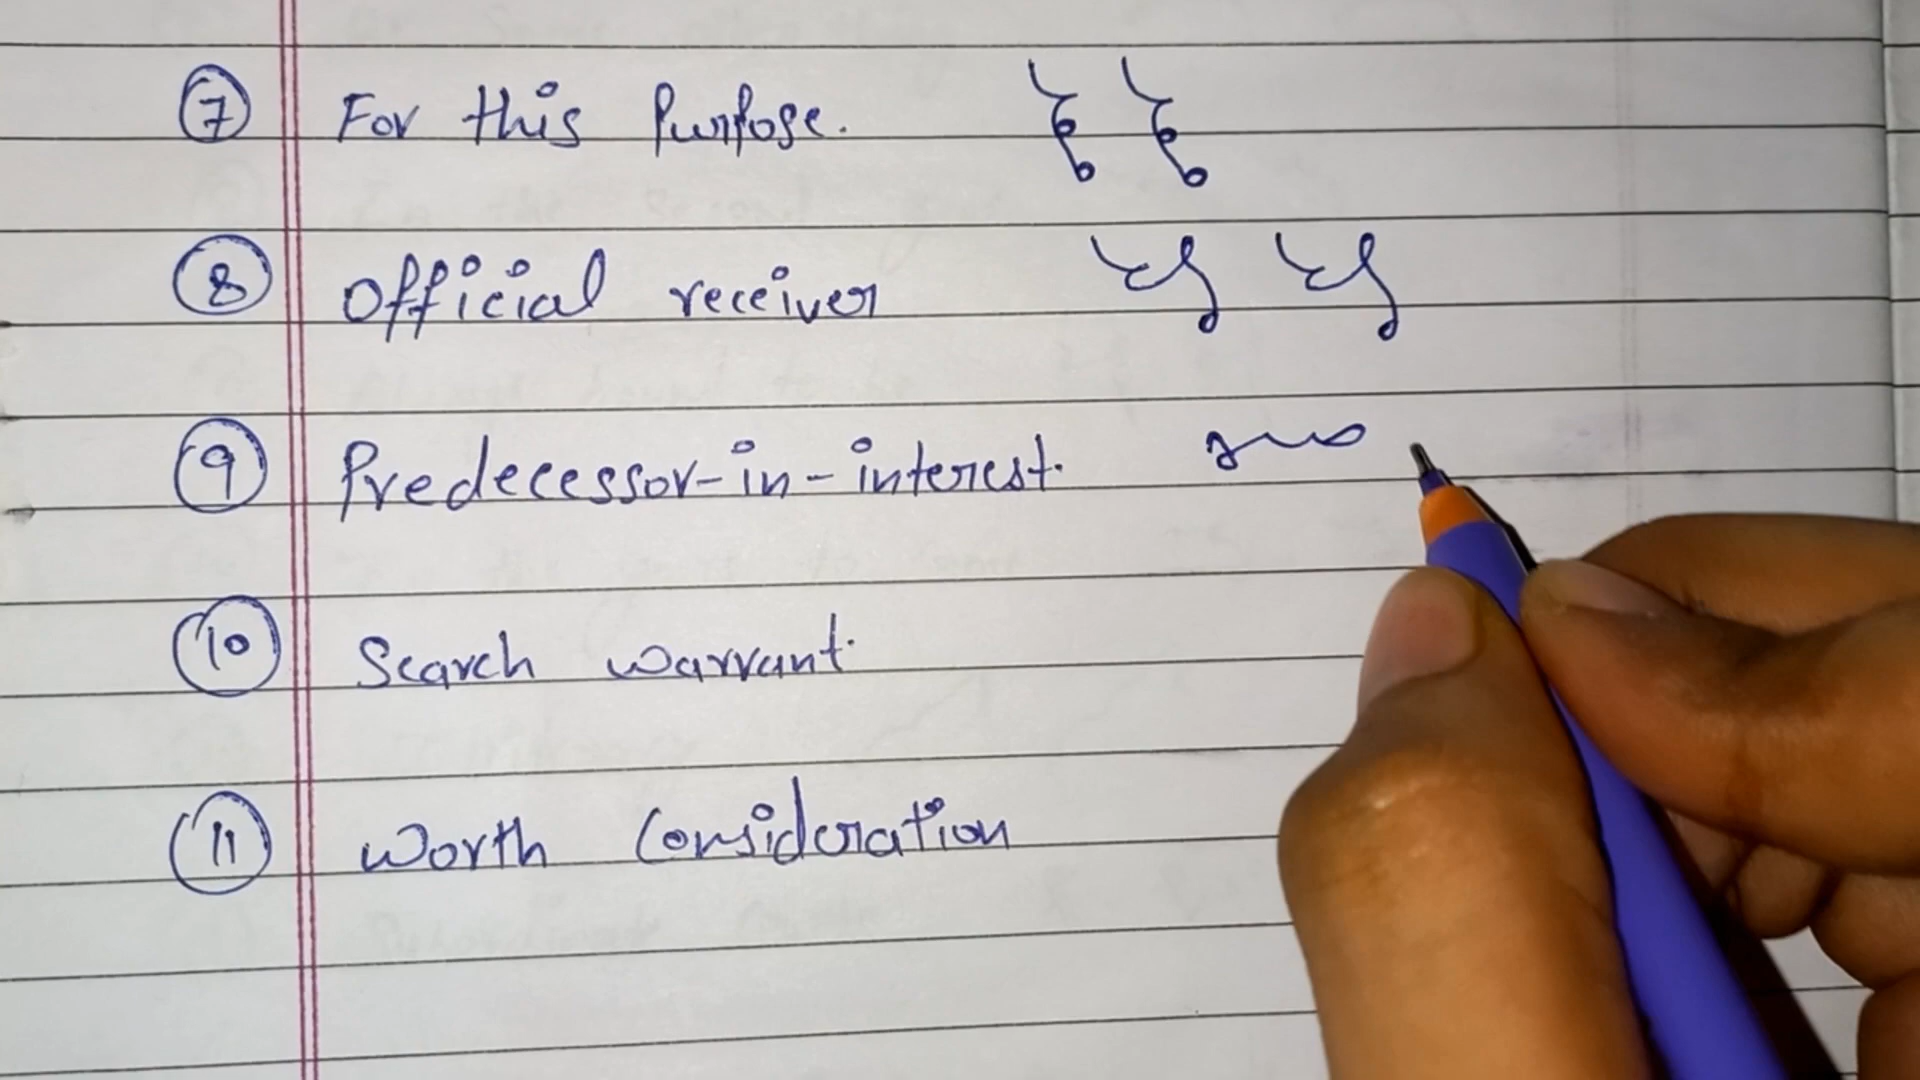 7 For this Purpose.
8 Official receiver
9 Predecessor-in-interest.
10 Search warrant.
11 Worth Consideration